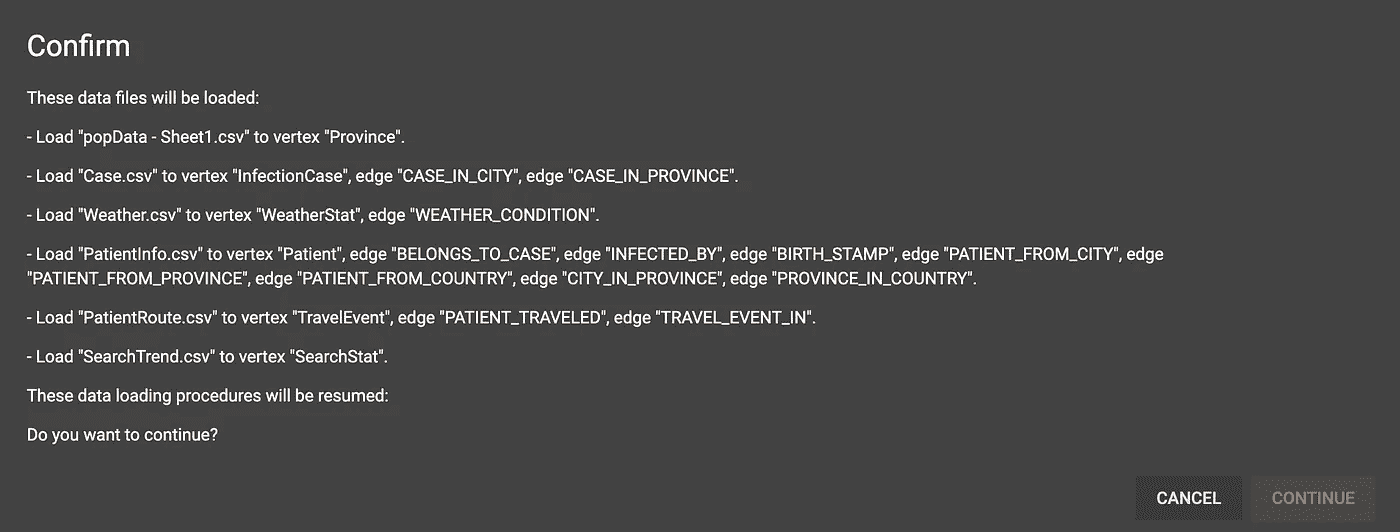 Confirm
These data files will be loaded:
- Load "popData - Sheet1.csv" to vertex "Province".
- Load "Case.csv" to vertex "InfectionCase", edge "CASE_IN_CITY", edge "CASE_IN_PROVINCE".
- Load "Weather.csv" to vertex "WeatherStat", edge "WEATHER_CONDITION".
- Load "PatientInfo.csv" to vertex "Patient", edge "BELONGS_TO_CASE", edge "INFECTED_BY", edge "BIRTH_STAMP", edge "PATIENT_FROM_CITY", edge
"PATIENT_FROM_PROVINCE", edge "PATIENT_FROM_COUNTRY", edge "CITY_IN_PROVINCE", edge "PROVINCE_IN_COUNTRY".
- Load "PatientRoute.csv" to vertex "TravelEvent", edge "PATIENT_TRAVELED", edge "TRAVEL_EVENT_IN".
- Load "SearchTrend.csv" to vertex "SearchStat".
These data loading procedures will be resumed:
Do you want to continue?
CANCEL CONTINUE